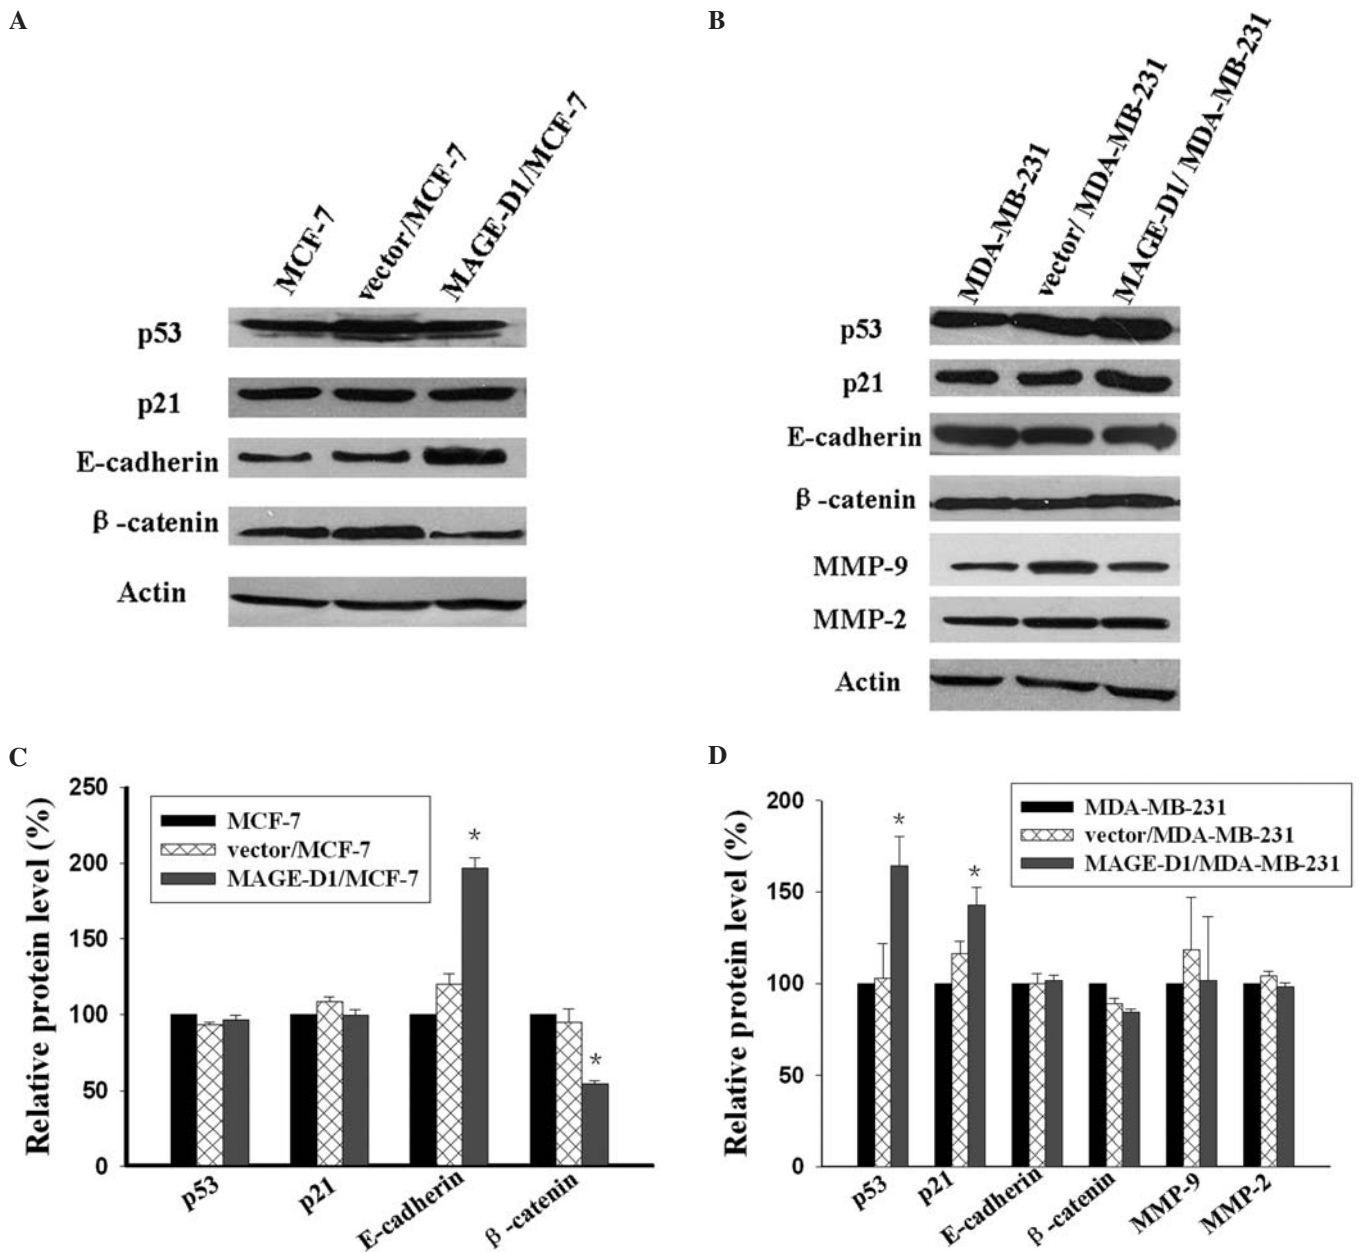 A
MCF-7
vector/MCF-7
MAGE-D1/MCF-7
p53
p21
E-cadherin
β -catenin
Actin
B
MDA-MB-231
vector/ MDA-MB-231
MAGE-D1/ MDA-MB-231
p53
p21
E-cadherin
β -catenin
MMP-9
MMP-2
Actin
C
Relative protein level (%)
250
200
150
100
50
0
MCF-7
vector/MCF-7
MAGE-D1/MCF-7
*
*
p53
p21
E-cadherin
β -catenin
D
Relative protein level (%)
200
150
100
50
0
MDA-MB-231
vector/MDA-MB-231
MAGE-D1/MDA-MB-231
*
*
p53
p21
E-cadherin
β -catenin
MMP-9
MMP-2